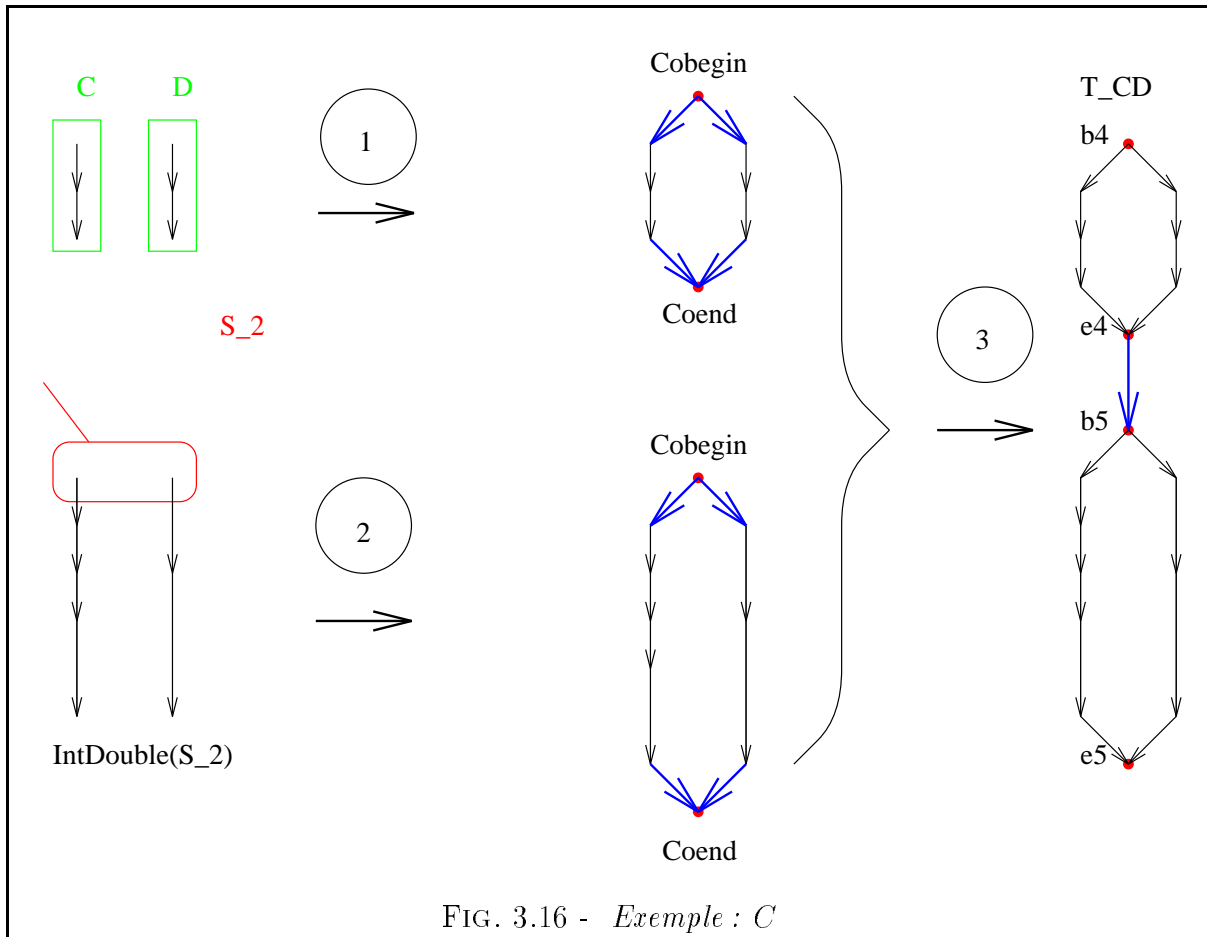 C D
1
S_2
2
IntDouble(S_2)
Cobegin
Coend
Cobegin
Coend
3
T_CD
b4
e4
b5
e5
FIG. 3.16 - Exemple : C